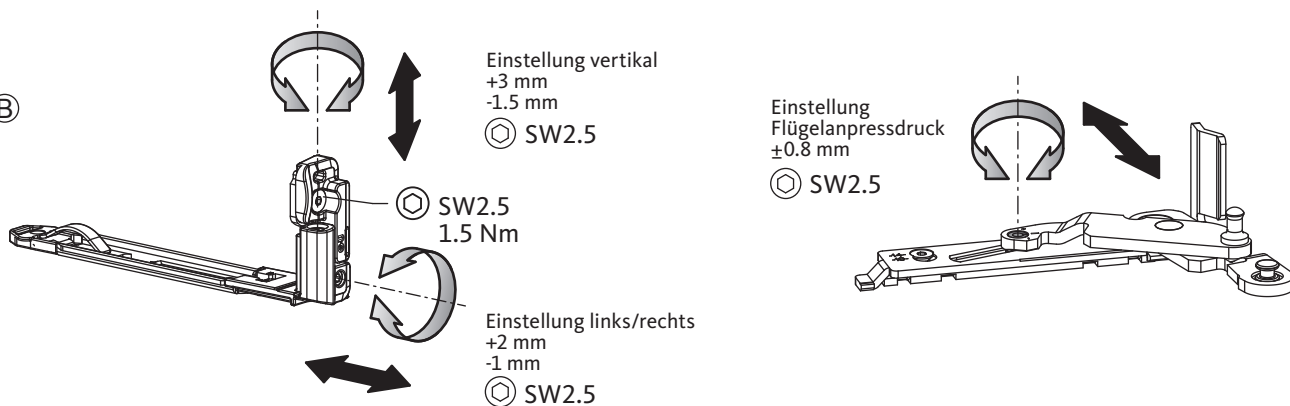 B
Einstellung vertikal
+3 mm
-1.5 mm
SW2.5
SW2.5
1.5 Nm
Einstellung links/rechts
+2 mm
-1 mm
SW2.5
Einstellung
Flügelanpressdruck
±0.8 mm
SW2.5